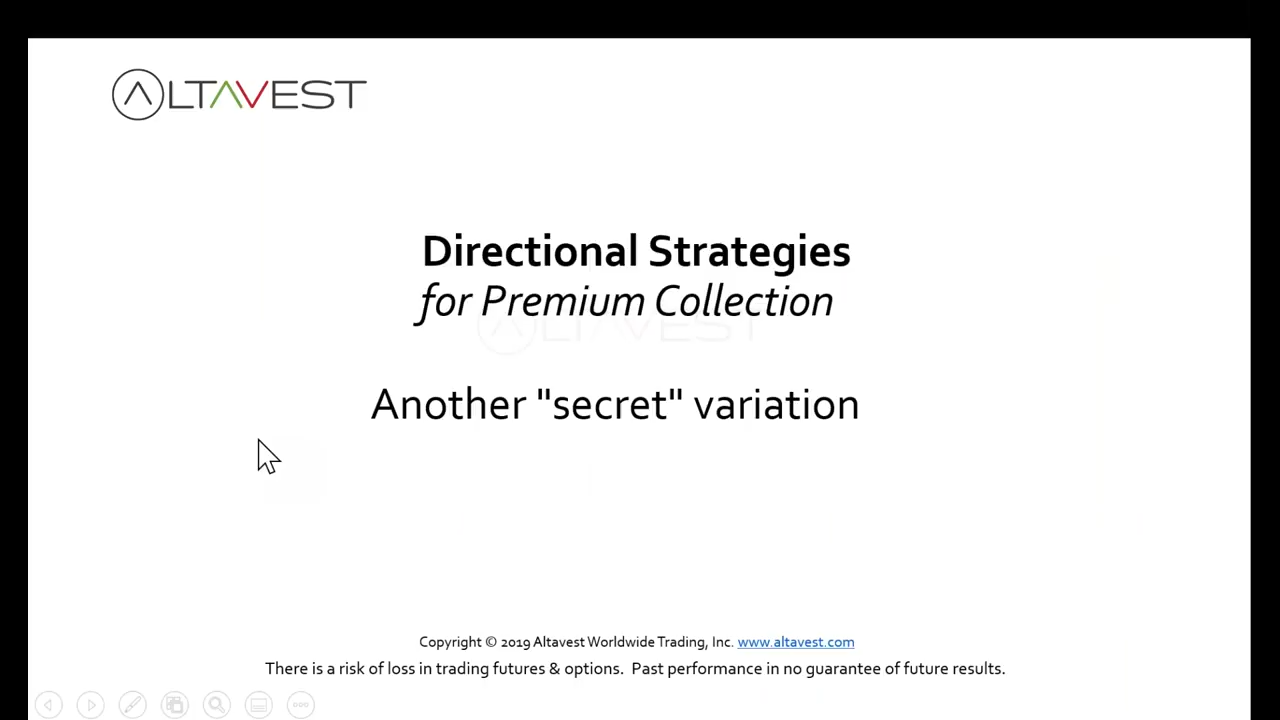 ALTAVEST
Directional Strategies
for Premium Collection
ALTAVEST
Another "secret" variation
Copyright © 2019 Altavest Worldwide Trading, Inc. www.altavest.com
There is a risk of loss in trading futures & options. Past performance in no guarantee of future results.